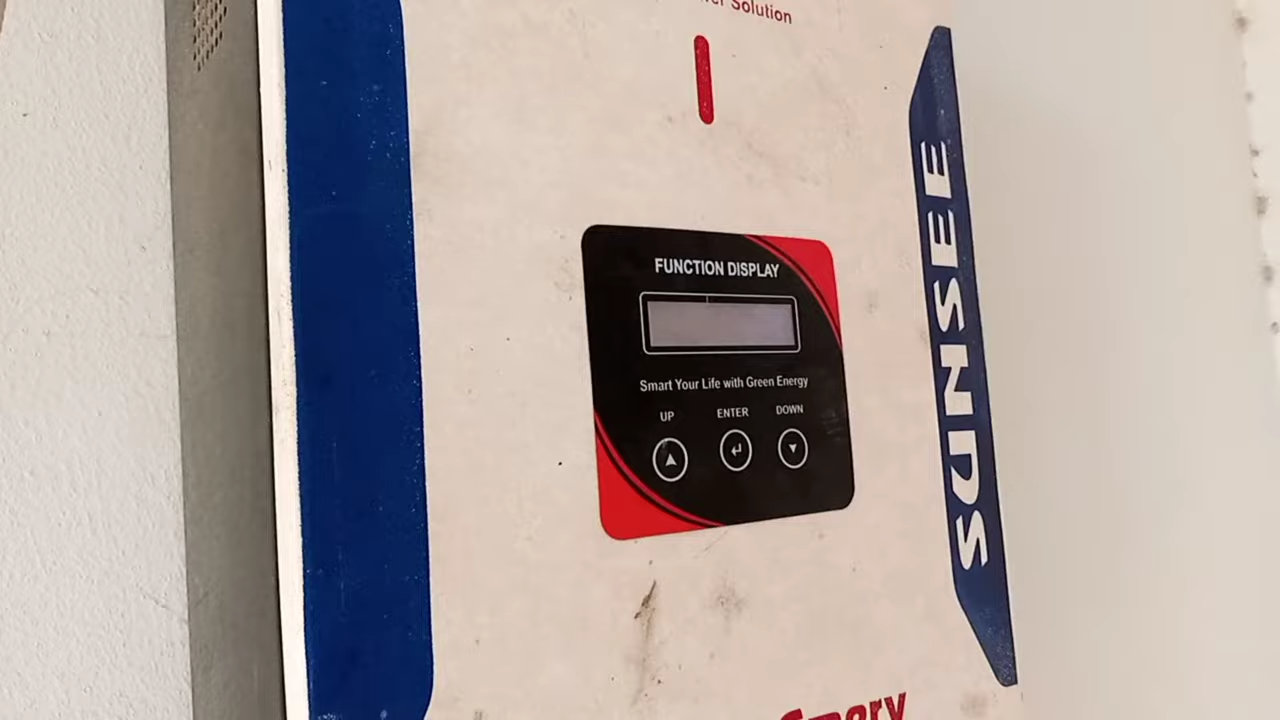 Solution
FUNCTION DISPLAY
Smart Your Life with Green Energy
UP ENTER DOWN
SUNSEE